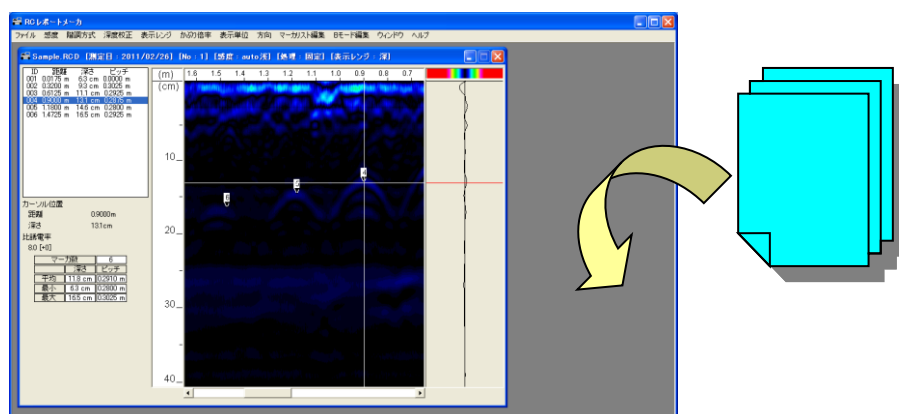 RCレポートメーカ
ファイル 感度 階調方式 深度校正 表示レンジ かぶり倍率 表示単位 方向 マーカリスト編集 Bモード編集 ウィンドウ ヘルプ
Sample.RCD [測定日：2011/02/26] [No：1] [感度：auto浅] [処理：固定] [表示レンジ：深]
ID 距離 深さ ピッチ
001 0.0175 m 6.3 cm 0.0000 m
002 0.3200 m 9.3 cm 0.3025 m
003 0.6125 m 11.1 cm 0.2925 m
004 0.9000 m 13.1 cm 0.2875 m
005 1.1800 m 14.6 cm 0.2800 m
006 1.4725 m 16.5 cm 0.2925 m
カーソル位置
距離 0.9000m
深さ 13.1cm
比誘電率
8.0 [+0]
マーカ数 6
深さ ピッチ
平均 11.8 cm 0.2910 m
最小 6.3 cm 0.2800 m
最大 16.5 cm 0.3025 m
(m) 1.6 1.5 1.4 1.3 1.2 1.1 1.0 0.9 0.8 0.7
(cm)
10
20
30
40
6
5
4